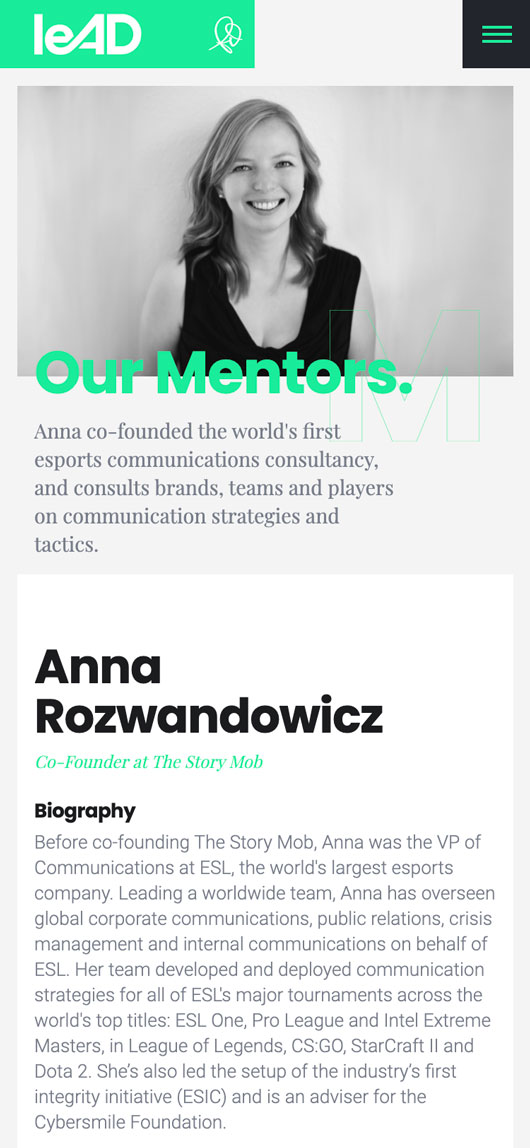 leAD
Our Mentors.
M
Anna co-founded the world's first
esports communications consultancy,
and consults brands, teams and players
on communication strategies and
tactics.
Anna
Rozwandowicz
Co-Founder at The Story Mob
Biography
Before co-founding The Story Mob, Anna was the VP of
Communications at ESL, the world's largest esports
company. Leading a worldwide team, Anna has overseen
global corporate communications, public relations, crisis
management and internal communications on behalf of
ESL. Her team developed and deployed communication
strategies for all of ESL's major tournaments across the
world's top titles: ESL One, Pro League and Intel Extreme
Masters, in League of Legends, CS:GO, StarCraft II and
Dota 2. She’s also led the setup of the industry’s first
integrity initiative (ESIC) and is an adviser for the
Cybersmile Foundation.